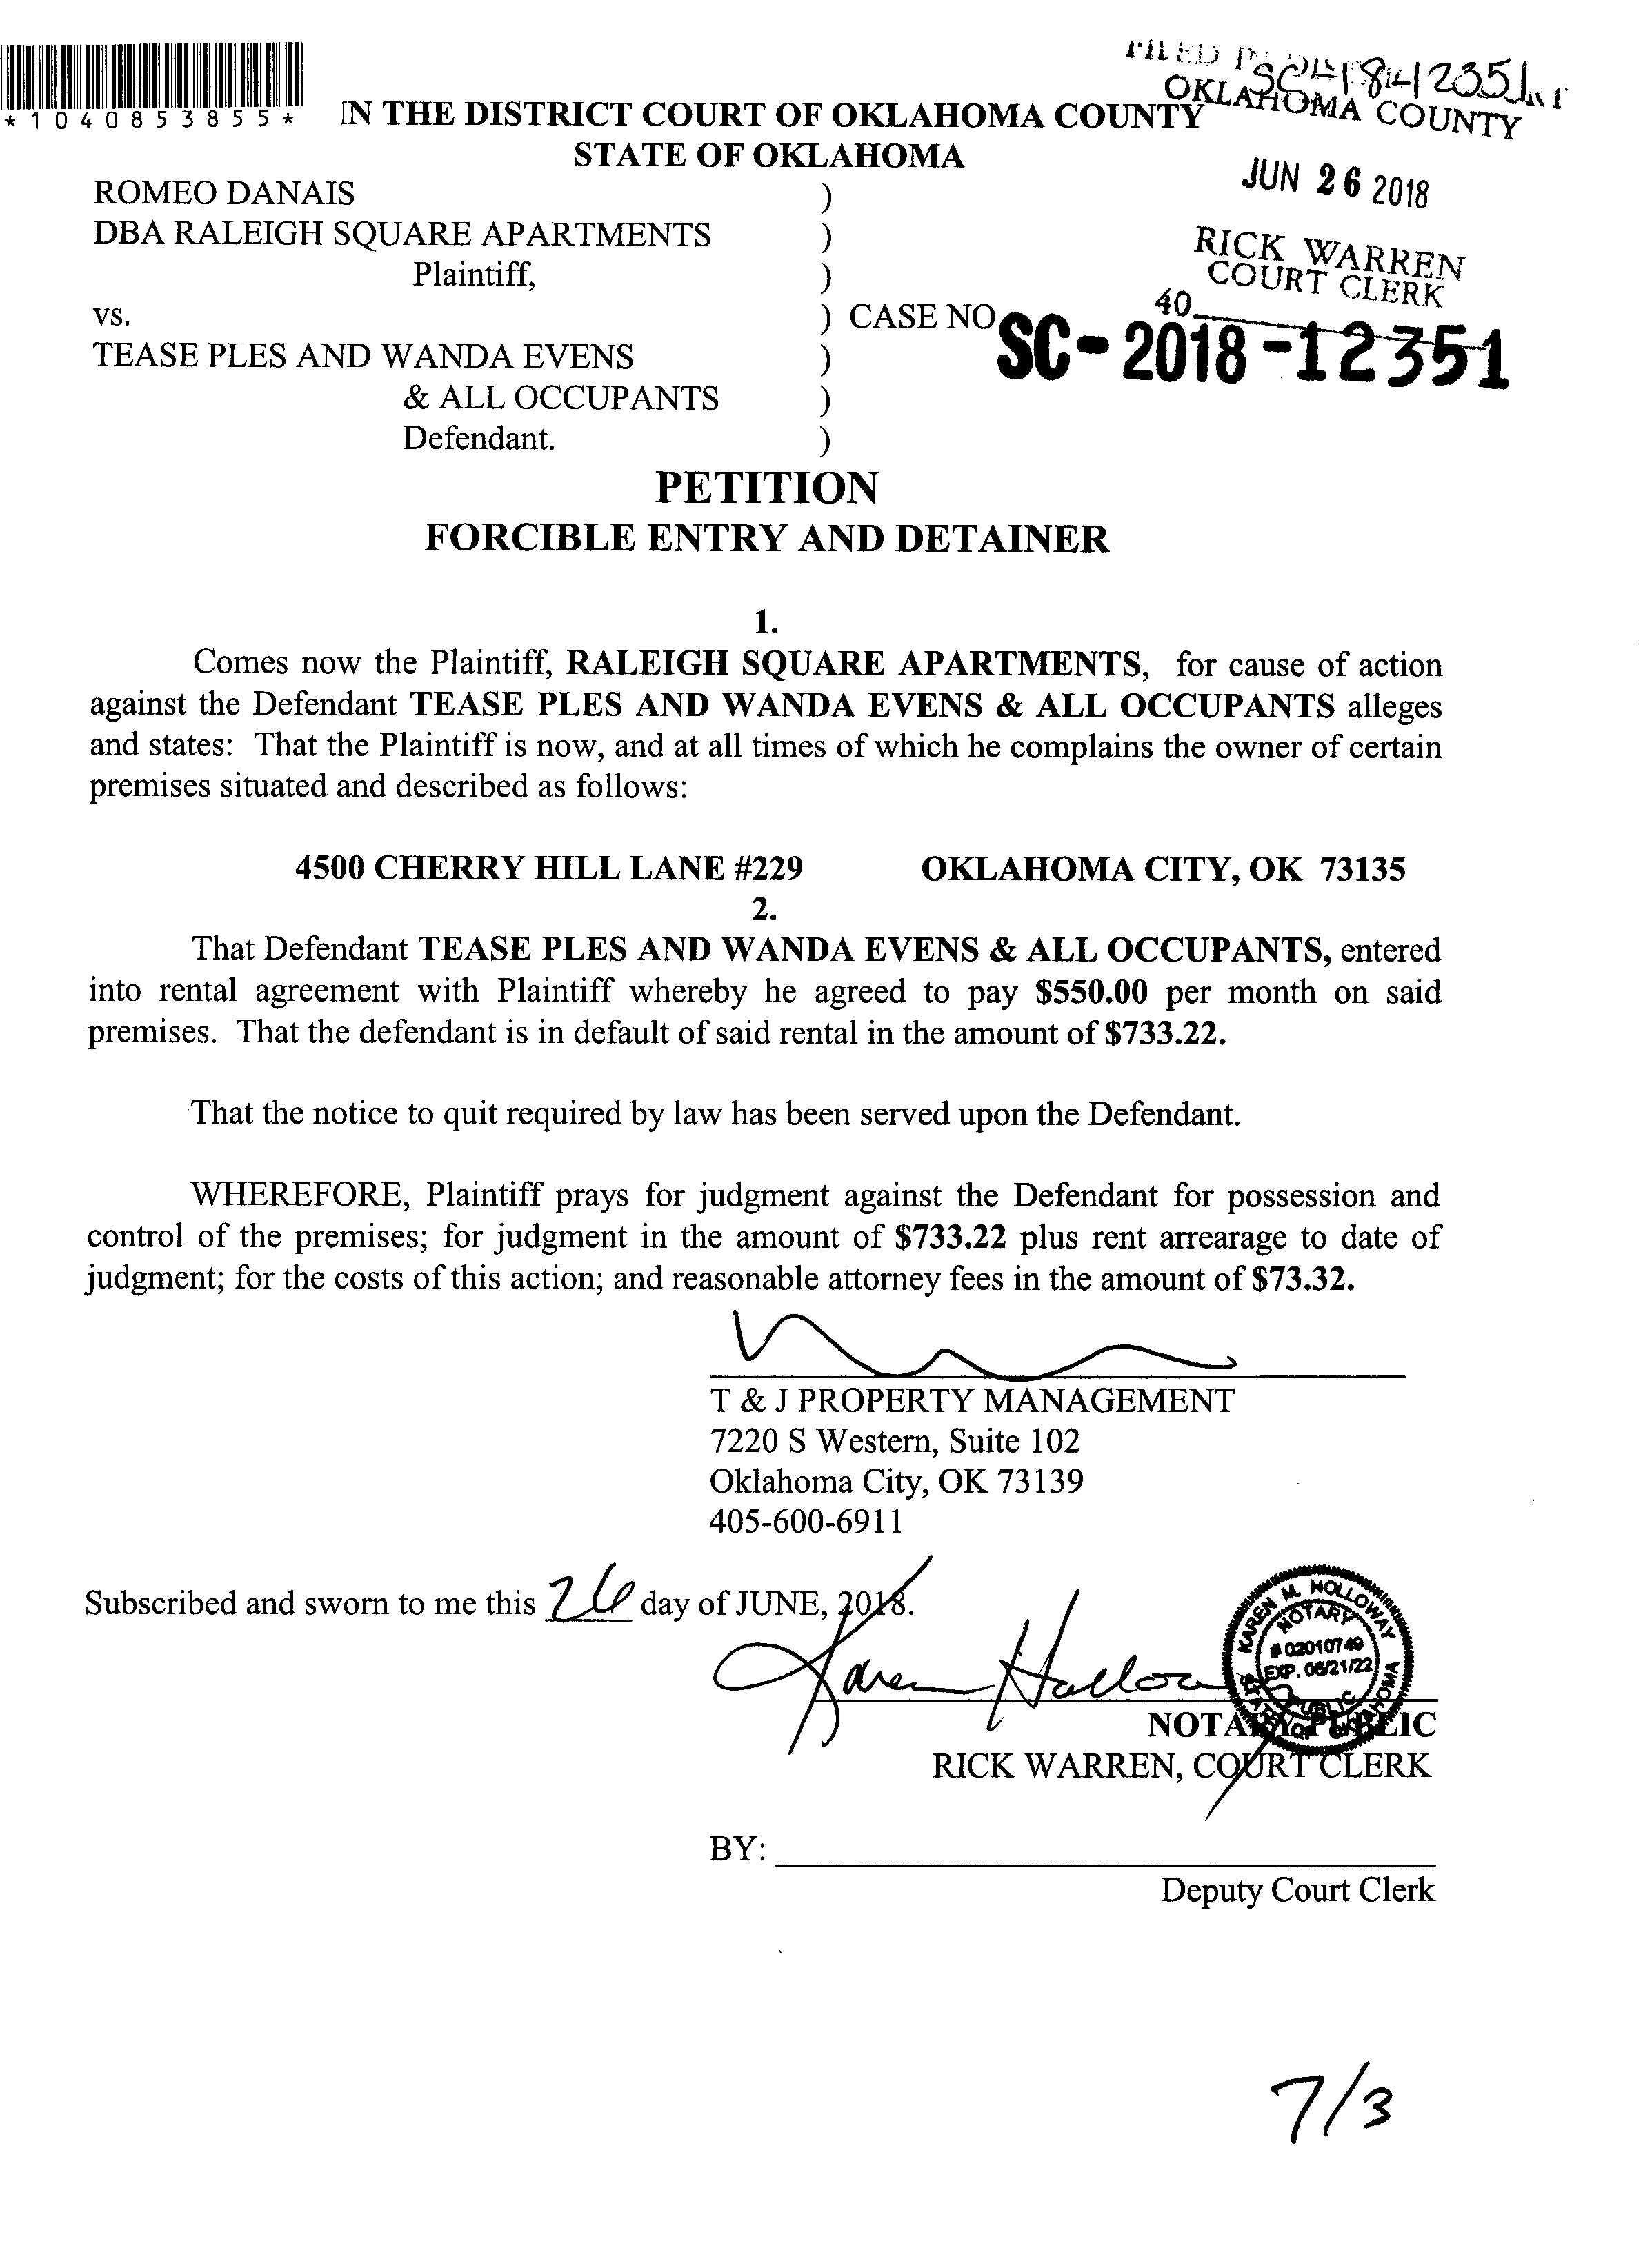 *1040853855*
SC-18-12351
OKLAHOMA COUNTY
IN THE DISTRICT COURT OF OKLAHOMA COUNTY
STATE OF OKLAHOMA
JUN 26 2018
RICK WARREN
COURT CLERK
40
ROMEO DANAIS )
DBA RALEIGH SQUARE APARTMENTS )
Plaintiff, )
vs. ) CASE NO
SC-2018-12351
TEASE PLES AND WANDA EVENS )
& ALL OCCUPANTS )
Defendant. )
PETITION
FORCIBLE ENTRY AND DETAINER
1.
Comes now the Plaintiff, RALEIGH SQUARE APARTMENTS, for cause of action
against the Defendant TEASE PLES AND WANDA EVENS & ALL OCCUPANTS alleges
and states: That the Plaintiff is now, and at all times of which he complains the owner of certain
premises situated and described as follows:
4500 CHERRY HILL LANE #229 OKLAHOMA CITY, OK 73135
2.
That Defendant TEASE PLES AND WANDA EVENS & ALL OCCUPANTS, entered
into rental agreement with Plaintiff whereby he agreed to pay $550.00 per month on said
premises. That the defendant is in default of said rental in the amount of $733.22.
That the notice to quit required by law has been served upon the Defendant.
WHEREFORE, Plaintiff prays for judgment against the Defendant for possession and
control of the premises; for judgment in the amount of $733.22 plus rent arrearage to date of
judgment; for the costs of this action; and reasonable attorney fees in the amount of $73.32.
T & J PROPERTY MANAGEMENT
7220 S Western, Suite 102
Oklahoma City, OK 73139
405-600-6911
Subscribed and sworn to me this 26 day of JUNE, 2018.
Karen Holloway
KAREN M. HOLLOWAY
NOTARY
# 02010749
EXP. 06/21/22
PUBLIC
STATE OF OKLAHOMA
NOTARY PUBLIC
RICK WARREN, COURT CLERK
BY:
Deputy Court Clerk
7/3